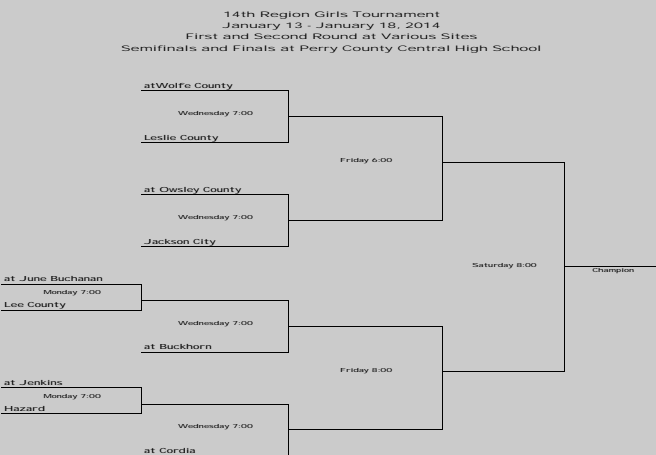 14th Region Girls Tournament
January 13 - January 18, 2014
First and Second Round at Various Sites
Semifinals and Finals at Perry County Central High School
atWolfe County
Wednesday 7:00
Leslie County
Friday 6:00
at Owsley County
Wednesday 7:00
Jackson City
Saturday 8:00
Champion
at June Buchanan
Monday 7:00
Lee County
Wednesday 7:00
at Buckhorn
Friday 8:00
at Jenkins
Monday 7:00
Hazard
Wednesday 7:00
at Cordia